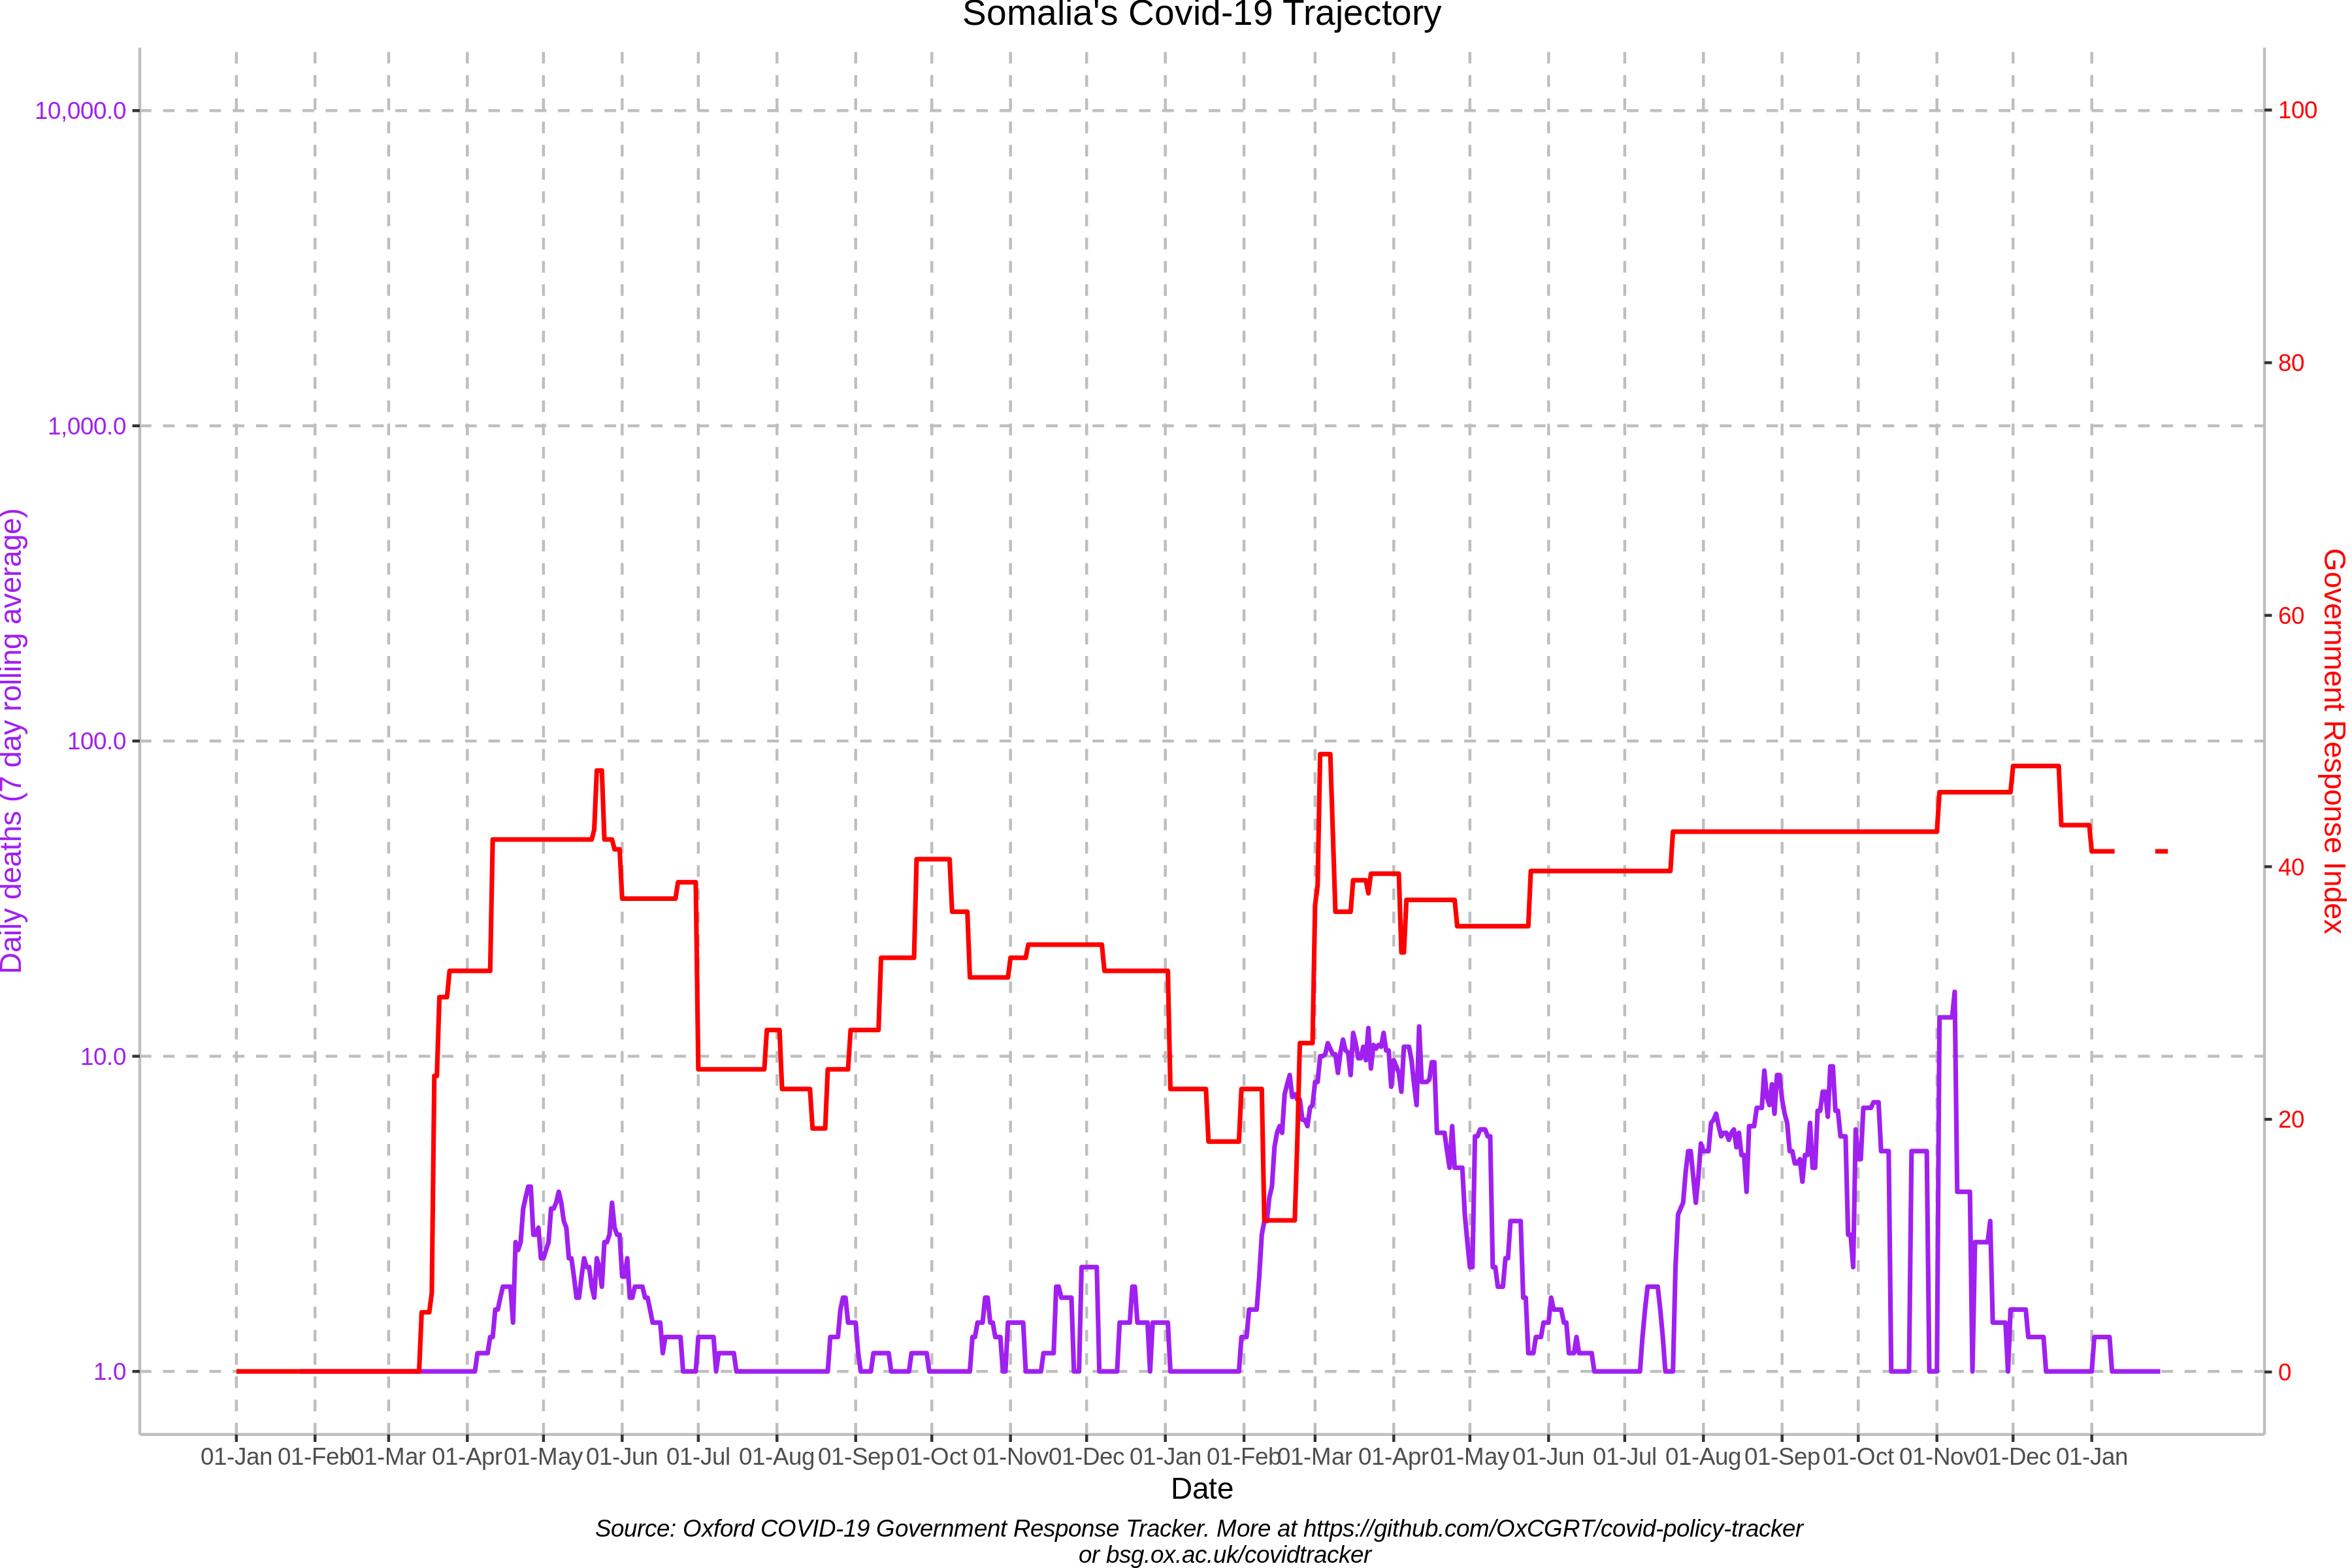 Somalia's Covid-19 Trajectory
10,000.0
1,000.0
100.0
10.0
1.0
Daily deaths (7 day rolling average)
100
80
60
40
20
0
Government Response Index
01-Jan 01-Feb 01-Mar 01-Apr 01-May 01-Jun 01-Jul 01-Aug 01-Sep 01-Oct 01-Nov 01-Dec 01-Jan 01-Feb 01-Mar 01-Apr 01-May 01-Jun 01-Jul 01-Aug 01-Sep 01-Oct 01-Nov 01-Dec 01-Jan
Date
Source: Oxford COVID-19 Government Response Tracker. More at https://github.com/OxCGRT/covid-policy-tracker
or bsg.ox.ac.uk/covidtracker